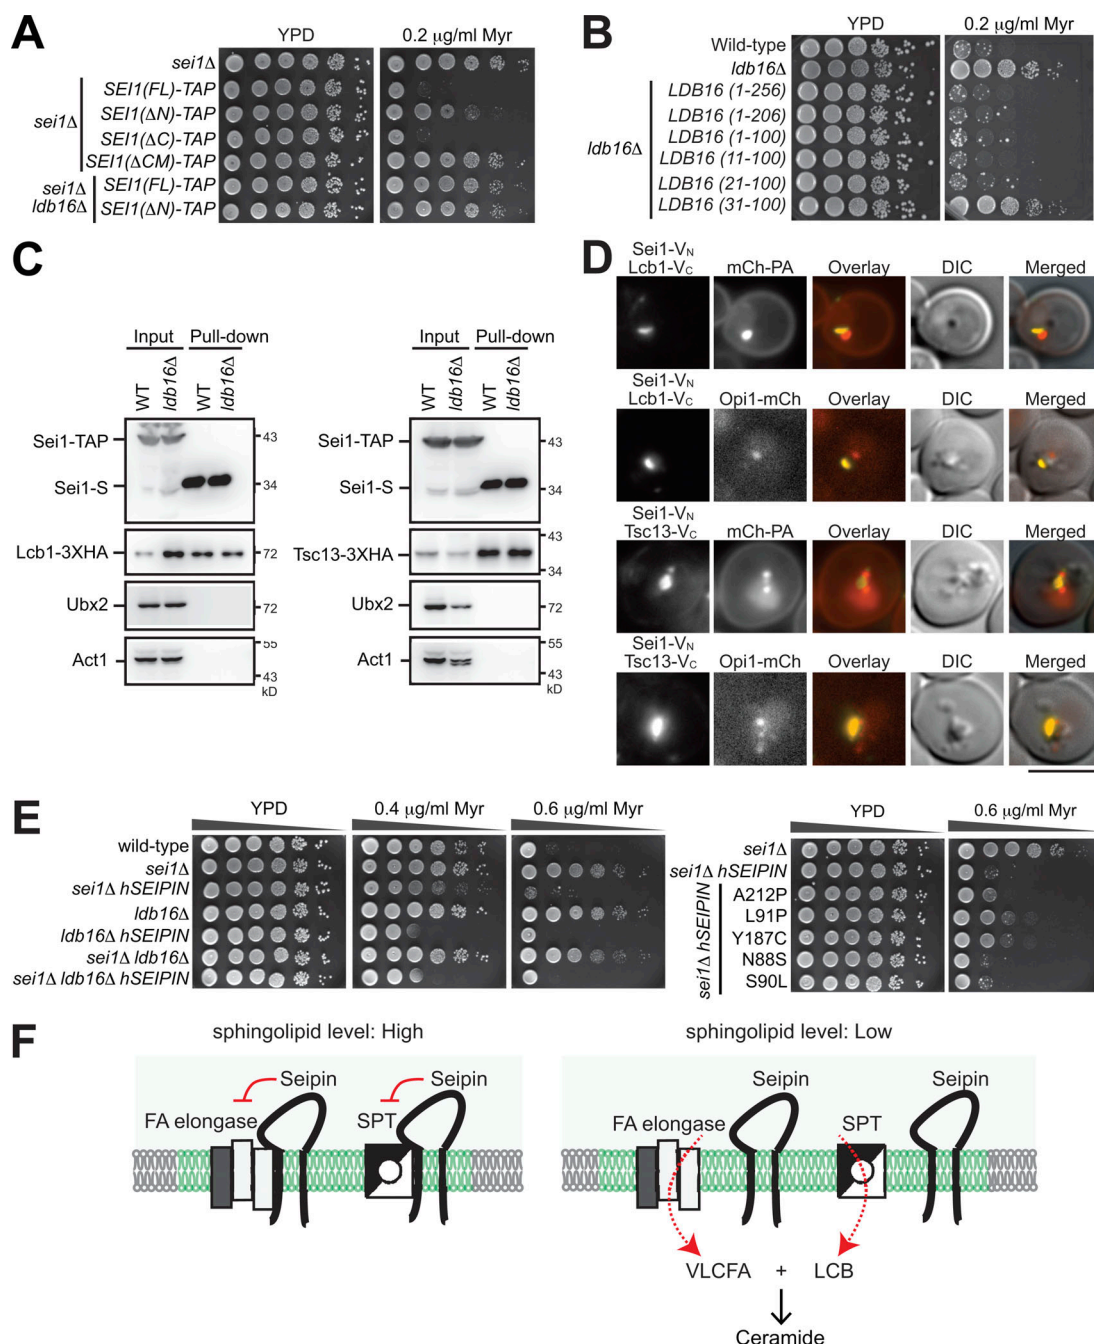 A
YPD
0.2 µg/ml Myr
sei1Δ
SEI1(FL)-TAP
SEI1(ΔN)-TAP
sei1Δ
SEI1(ΔC)-TAP
SEI1(ΔCM)-TAP
sei1Δ
ldb16Δ
SEI1(FL)-TAP
SEI1(ΔN)-TAP
B
YPD
0.2 µg/ml Myr
Wild-type
ldb16Δ
LDB16 (1-256)
LDB16 (1-206)
LDB16 (1-100)
ldb16Δ
LDB16 (11-100)
LDB16 (21-100)
LDB16 (31-100)
C
Input
Pull-down
WT
ldb16Δ
WT
ldb16Δ
Sei1-TAP
43
Sei1-S
34
Lcb1-3XHA
72
Ubx2
72
Act1
55
43
kD
Input
Pull-down
WT
ldb16Δ
WT
ldb16Δ
Sei1-TAP
43
Sei1-S
34
Tsc13-3XHA
43
34
Ubx2
72
Act1
55
43
kD
D
Sei1-VN
Lcb1-VC
mCh-PA
Overlay
DIC
Merged
Sei1-VN
Lcb1-VC
Opi1-mCh
Overlay
DIC
Merged
Sei1-VN
Tsc13-VC
mCh-PA
Overlay
DIC
Merged
Sei1-VN
Tsc13-VC
Opi1-mCh
Overlay
DIC
Merged
E
YPD
0.4 µg/ml Myr
0.6 µg/ml Myr
wild-type
sei1Δ
sei1Δ hSEIPIN
ldb16Δ
ldb16Δ hSEIPIN
sei1Δ ldb16Δ
sei1Δ ldb16Δ hSEIPIN
YPD
0.6 µg/ml Myr
sei1Δ
sei1Δ hSEIPIN
sei1Δ hSEIPIN
A212P
L91P
Y187C
N88S
S90L
F
sphingolipid level: High
Seipin
Seipin
FA elongase
SPT
sphingolipid level: Low
Seipin
Seipin
FA elongase
SPT
VLCFA + LCB
Ceramide